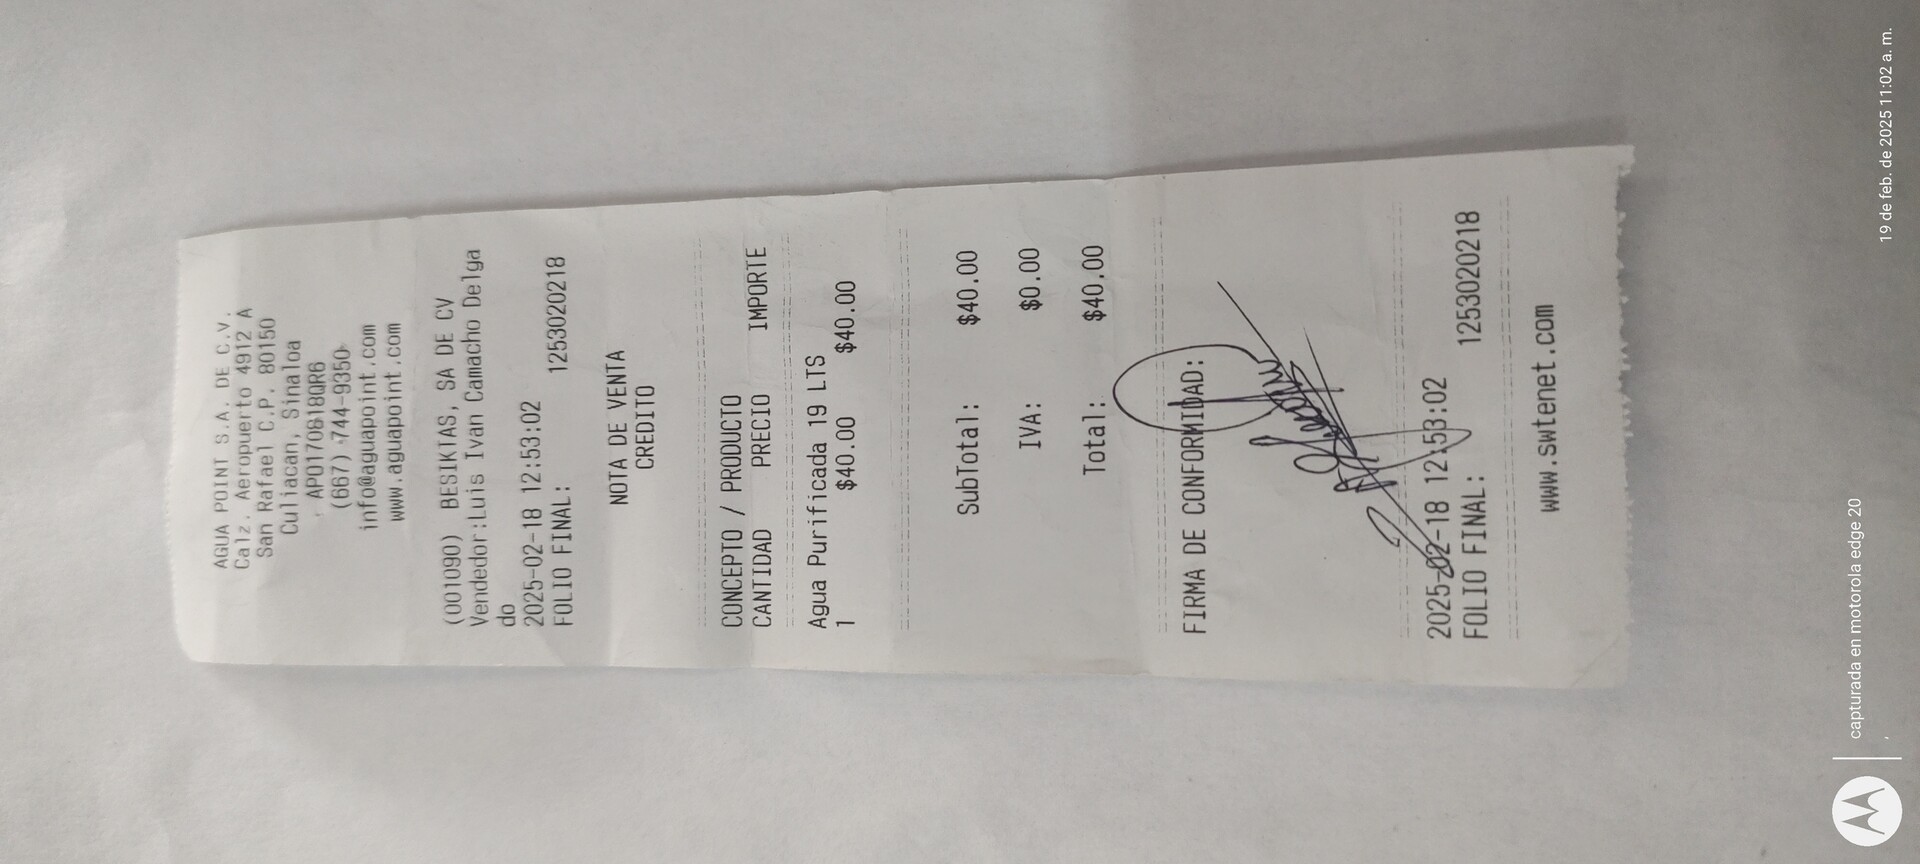 AGUA POINT S.A. DE C.V.
Calz. Aeropuerto 4912 A
San Rafael C.P. 80150
Culiacan, Sinaloa
APO170818QR6
(667) 744-9350
info@aguapoint.com
www.aguapoint.com
(001090) BESIKTAS, SA DE CV
Vendedor:Luis Ivan Camacho Delga
do
2025-02-18 12:53:02
FOLIO FINAL: 1253020218
NOTA DE VENTA
CREDITO
CONCEPTO / PRODUCTO
CANTIDAD PRECIO IMPORTE
Agua Purificada 19 LTS
1 $40.00 $40.00
SubTotal: $40.00
IVA: $0.00
Total: $40.00
FIRMA DE CONFORMIDAD:
2025-02-18 12:53:02
FOLIO FINAL: 1253020218
www.swtenet.com
capturada en motorola edge 20
19 de feb. de 2025 11:02 a. m.